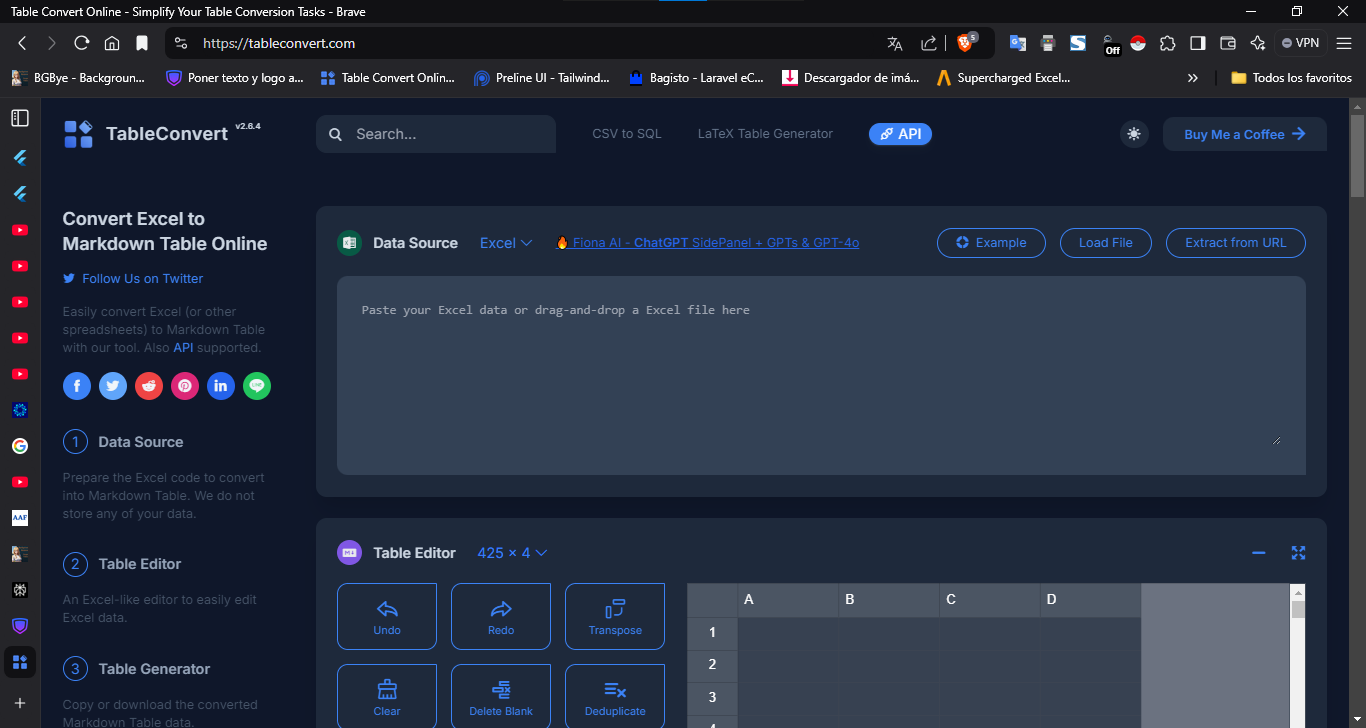 Table Convert Online - Simplify Your Table Conversion Tasks - Brave
https://tableconvert.com
5
Off
VPN
BGBye - Backgroun...
Poner texto y logo a...
Table Convert Onlin...
Preline UI - Tailwind...
Bagisto - Laravel eC...
Descargador de imá...
Supercharged Excel...
Todos los favoritos
TableConvert v2.6.4
Search...
CSV to SQL
LaTeX Table Generator
API
Buy Me a Coffee
Convert Excel to
Markdown Table Online
Follow Us on Twitter
Easily convert Excel (or other
spreadsheets) to Markdown Table
with our tool. Also API supported.
LINE
1 Data Source
Prepare the Excel code to convert
into Markdown Table. We do not
store any of your data.
2 Table Editor
An Excel-like editor to easily edit
Excel data.
3 Table Generator
Copy or download the converted
Markdown Table data.
AAF
Data Source
Excel
Fiona AI - ChatGPT SidePanel + GPTs & GPT-4o
Example
Load File
Extract from URL
Paste your Excel data or drag-and-drop a Excel file here
Table Editor
425 × 4
Undo
Redo
Transpose
Clear
Delete Blank
Deduplicate
A B C D
1
2
3
4